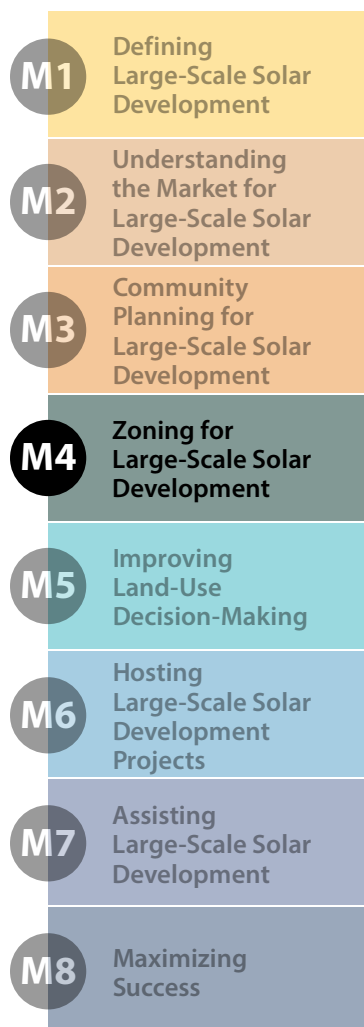 M1
Defining
Large-Scale Solar
Development
M2
Understanding
the Market for
Large-Scale Solar
Development
M3
Community
Planning for
Large-Scale Solar
Development
M4
Zoning for
Large-Scale Solar
Development
M5
Improving
Land-Use
Decision-Making
M6
Hosting
Large-Scale Solar
Development
Projects
M7
Assisting
Large-Scale Solar
Development
M8
Maximizing
Success